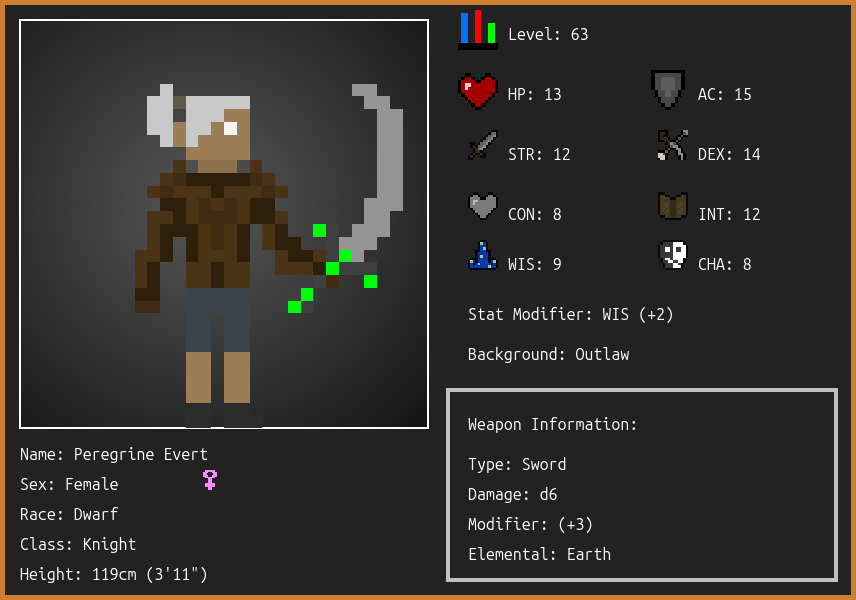 Level: 63
HP: 13
AC: 15
STR: 12
DEX: 14
CON: 8
INT: 12
WIS: 9
CHA: 8
Stat Modifier: WIS (+2)
Background: Outlaw
Name: Peregrine Evert
Sex: Female
Race: Dwarf
Class: Knight
Height: 119cm (3'11")
Weapon Information:
Type: Sword
Damage: d6
Modifier: (+3)
Elemental: Earth